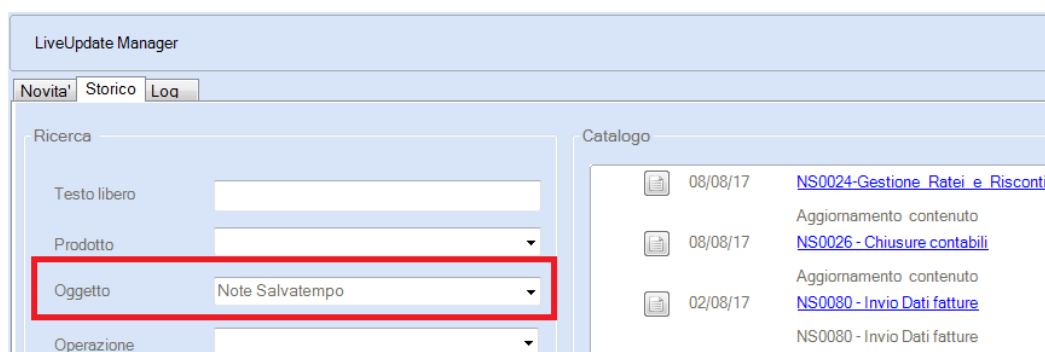 LiveUpdate Manager
Novita' Storico Log
Ricerca
Testo libero
Prodotto
Oggetto Note Salvatempo
Operazione
Catalogo
08/08/17 NS0024-Gestione Ratei e Risconti
Aggiornamento contenuto
08/08/17 NS0026 - Chiusure contabili
Aggiornamento contenuto
02/08/17 NS0080 - Invio Dati fatture
NS0080 - Invio Dati fatture